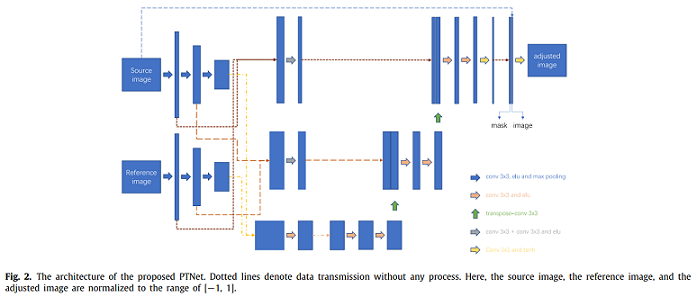 Source
image
adjusted
image
mask image
Reference
image
conv 3x3, elu and max pooling
conv 3x3 and elu
transpose-conv 3x3
conv 3x3 + conv 3x3 and elu
Conv 3x3 and tanh
Fig. 2. The architecture of the proposed PTNet. Dotted lines denote data transmission without any process. Here, the source image, the reference image, and the
adjusted image are normalized to the range of [−1, 1].